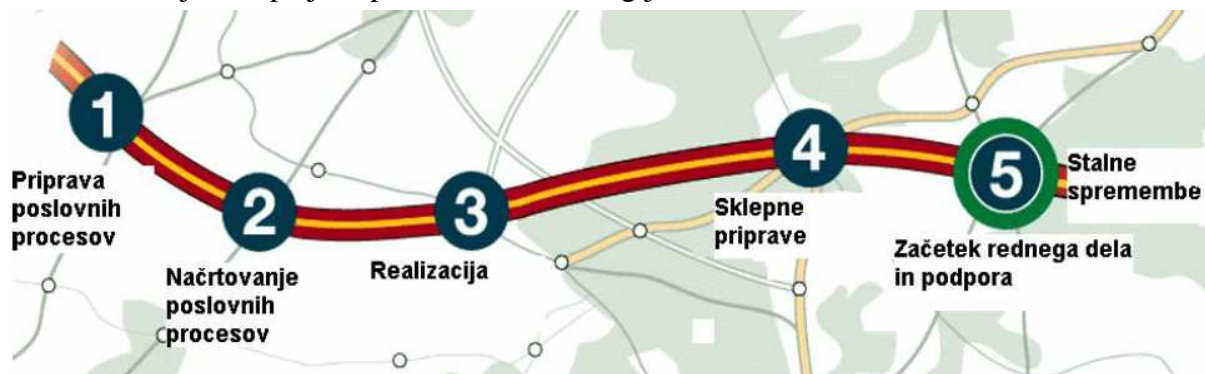 1
Priprava
poslovnih
procesov
2
Načrtovanje
poslovnih
procesov
3
Realizacija
4
Sklepne
priprave
5
Začetek rednega dela
in podpora
Stalne
spremembe